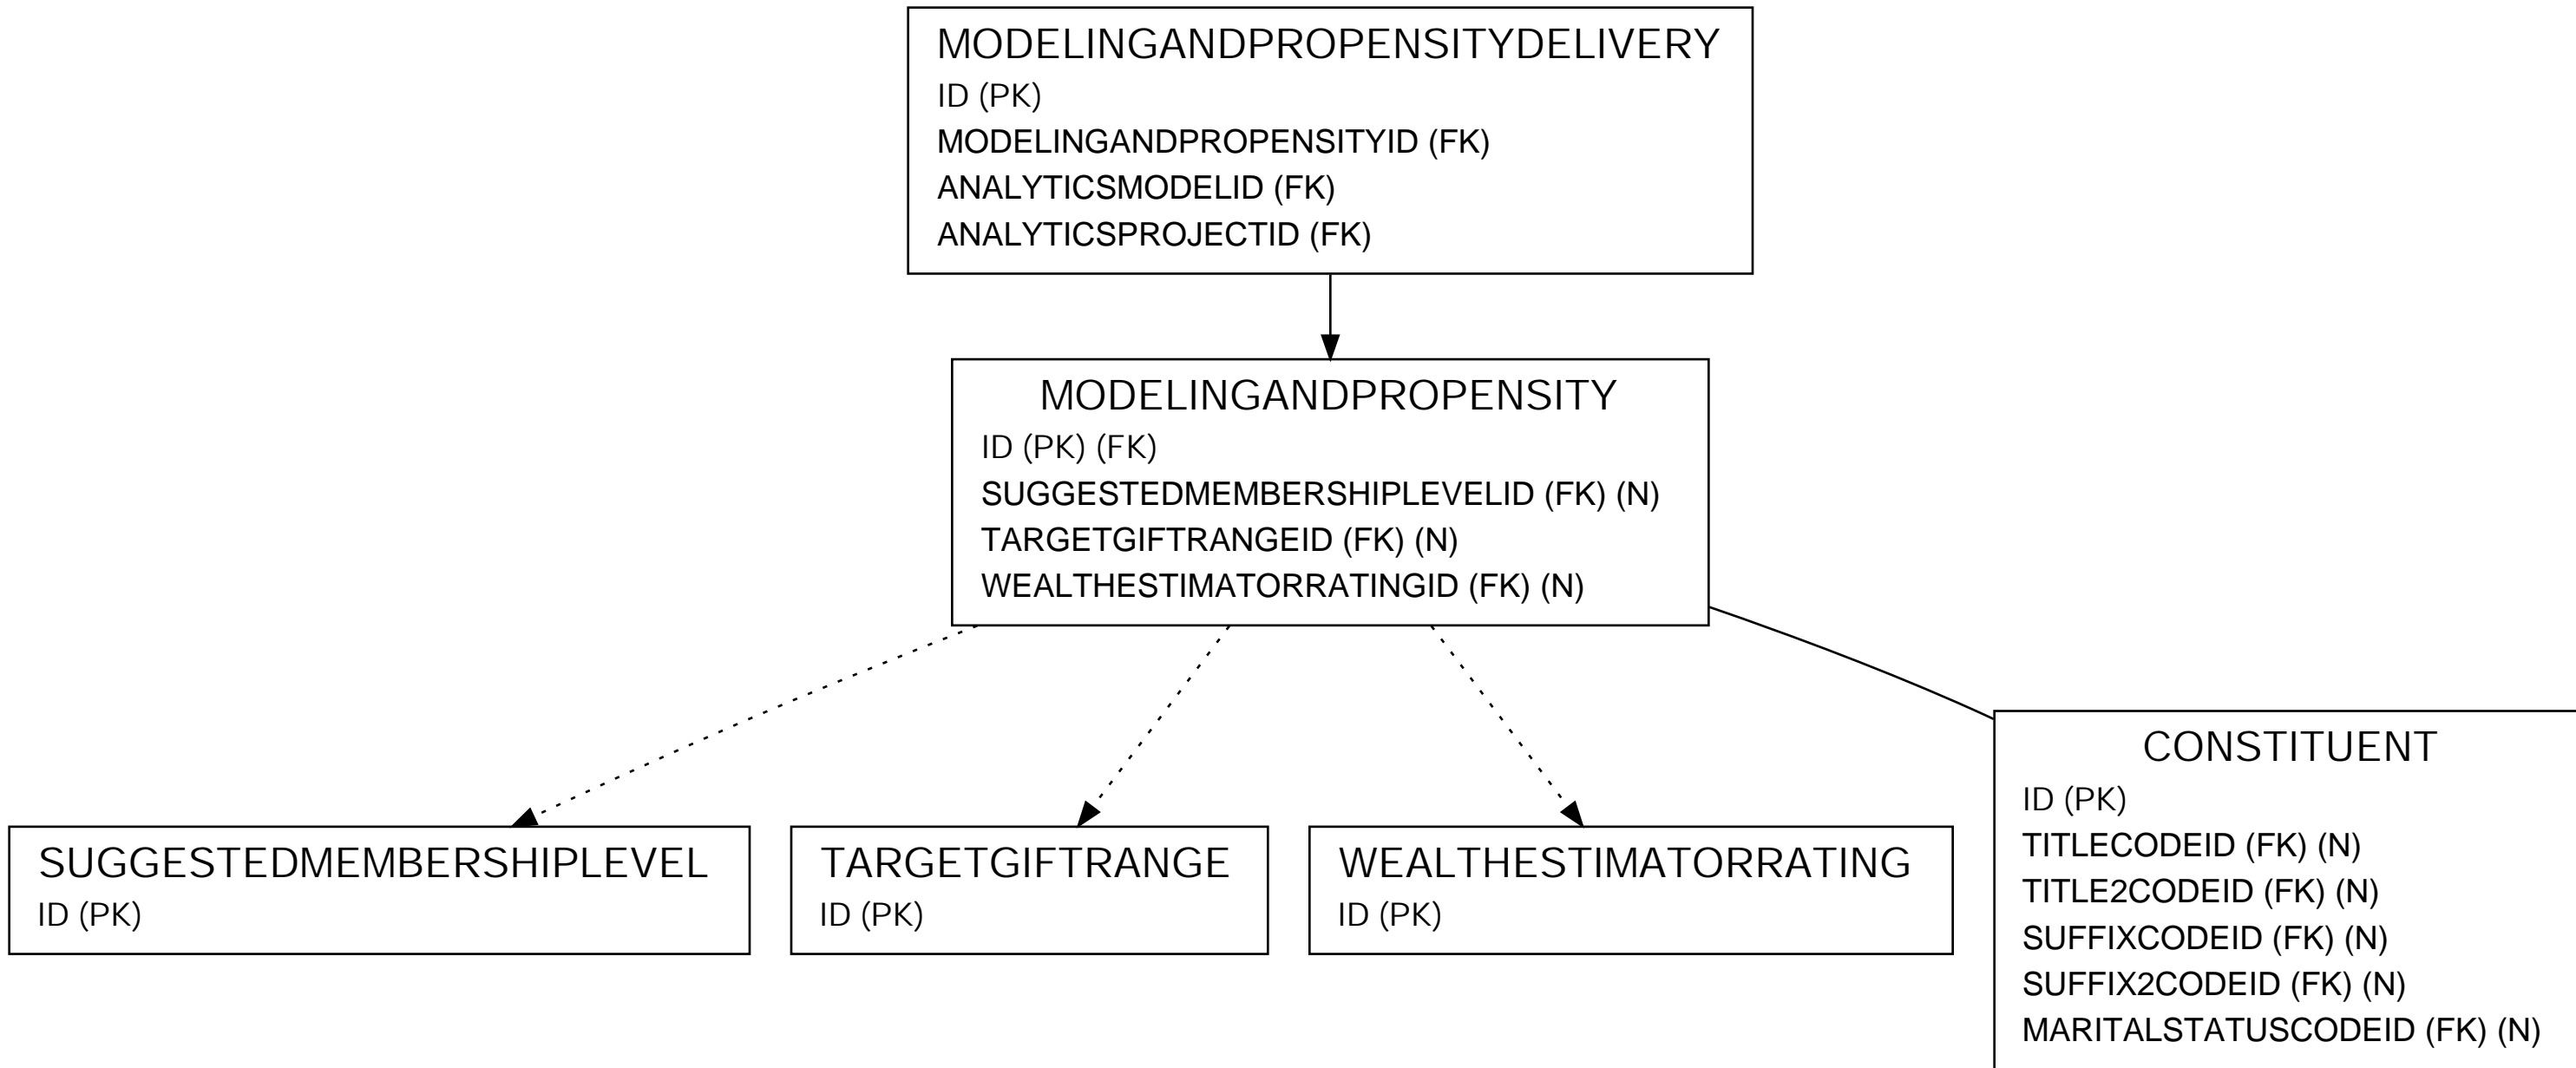 MODELINGANDPROPENSITYDELIVERY
ID (PK)
MODELINGANDPROPENSITYID (FK)
ANALYTICSMODELID (FK)
ANALYTICSPROJECTID (FK)
MODELINGANDPROPENSITY
ID (PK) (FK)
SUGGESTEDMEMBERSHIPLEVELID (FK) (N)
TARGETGIFTRANGEID (FK) (N)
WEALTHESTIMATORRATINGID (FK) (N)
SUGGESTEDMEMBERSHIPLEVEL
ID (PK)
TARGETGIFTRANGE
ID (PK)
WEALTHESTIMATORRATING
ID (PK)
CONSTITUENT
ID (PK)
TITLECODEID (FK) (N)
TITLE2CODEID (FK) (N)
SUFFIXCODEID (FK) (N)
SUFFIX2CODEID (FK) (N)
MARITALSTATUSCODEID (FK) (N)